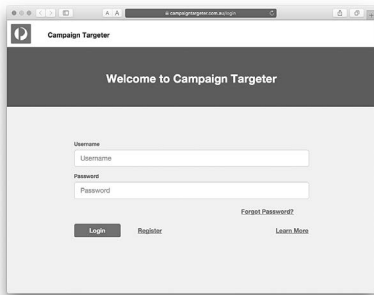 A A campaigntargeter.com.au/login
Campaign Targeter
Welcome to Campaign Targeter
Username
Username
Password
Password
Forgot Password?
Login Register Learn More